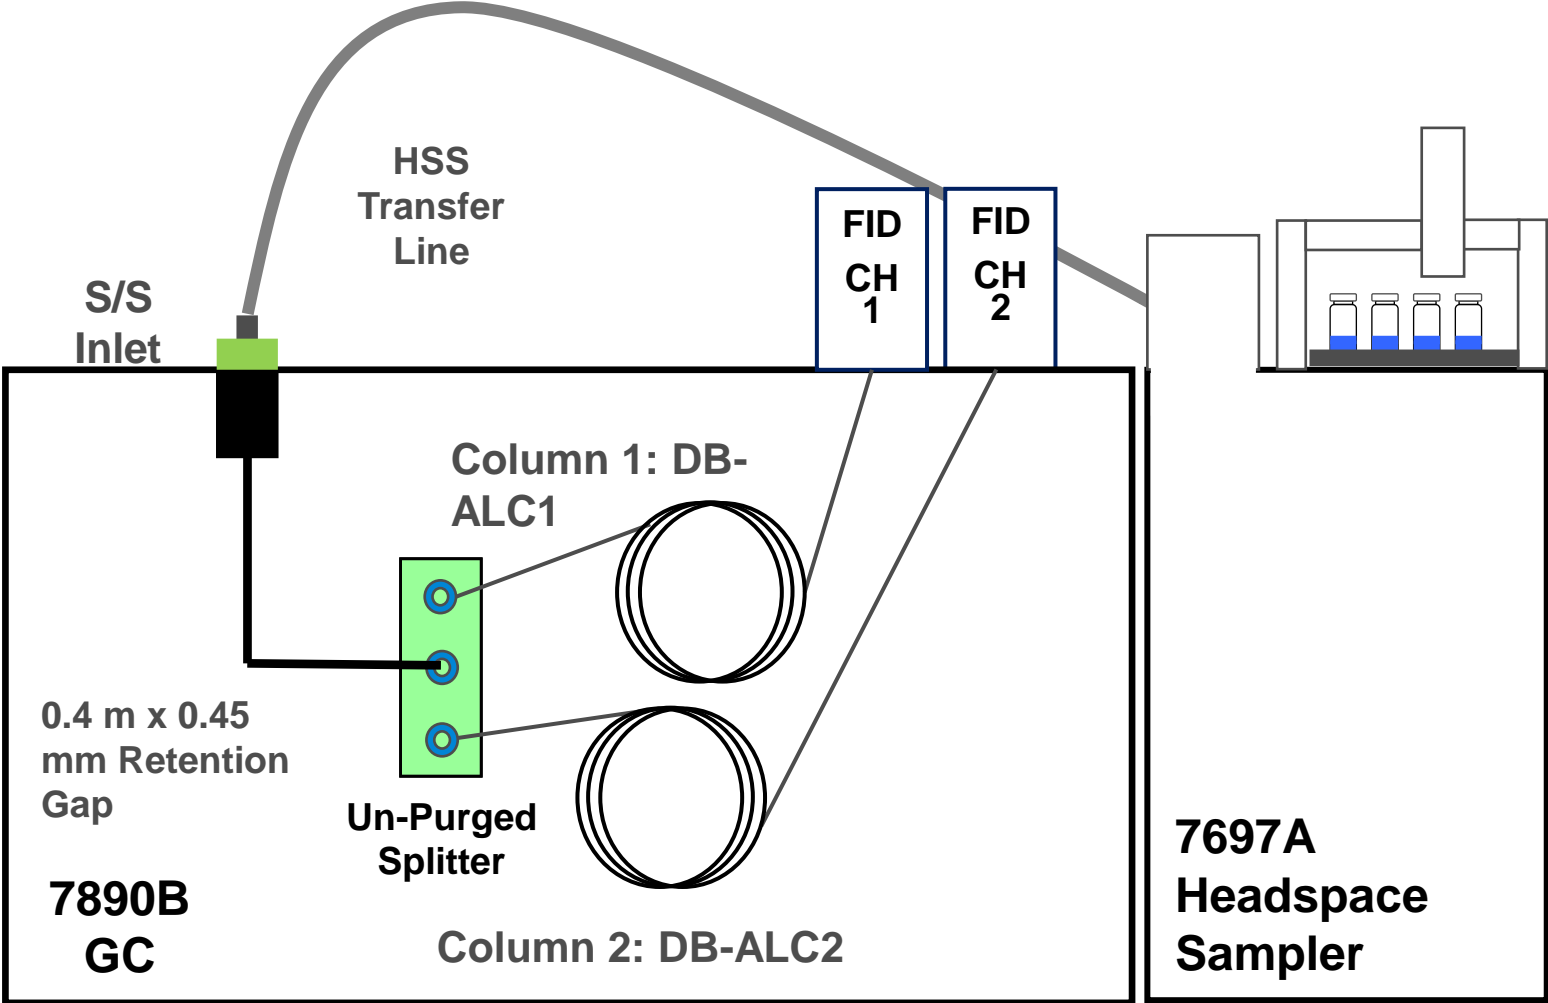 HSS
Transfer
Line
FID
CH
1
FID
CH
2
S/S
Inlet
Column 1: DB-
ALC1
0.4 m x 0.45
mm Retention
Gap
Un-Purged
Splitter
7890B
GC
Column 2: DB-ALC2
7697A
Headspace
Sampler